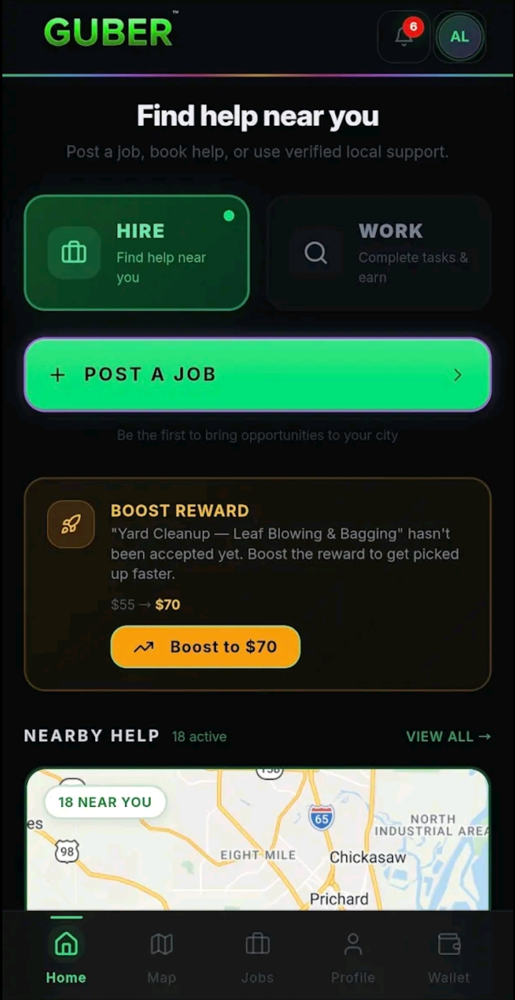 GUBER™
6
AL
Find help near you
Post a job, book help, or use verified local support.
HIRE
Find help near
you
WORK
Complete tasks &
earn
+ POST A JOB >
Be the first to bring opportunities to your city
BOOST REWARD
"Yard Cleanup — Leaf Blowing & Bagging" hasn't
been accepted yet. Boost the reward to get picked
up faster.
$55 → $70
Boost to $70
NEARBY HELP 18 active
VIEW ALL →
18 NEAR YOU
es
98
65
NORTH
INDUSTRIAL AREA
EIGHT MILE
Chickasaw
Prichard
Home
Map
Jobs
Profile
Wallet